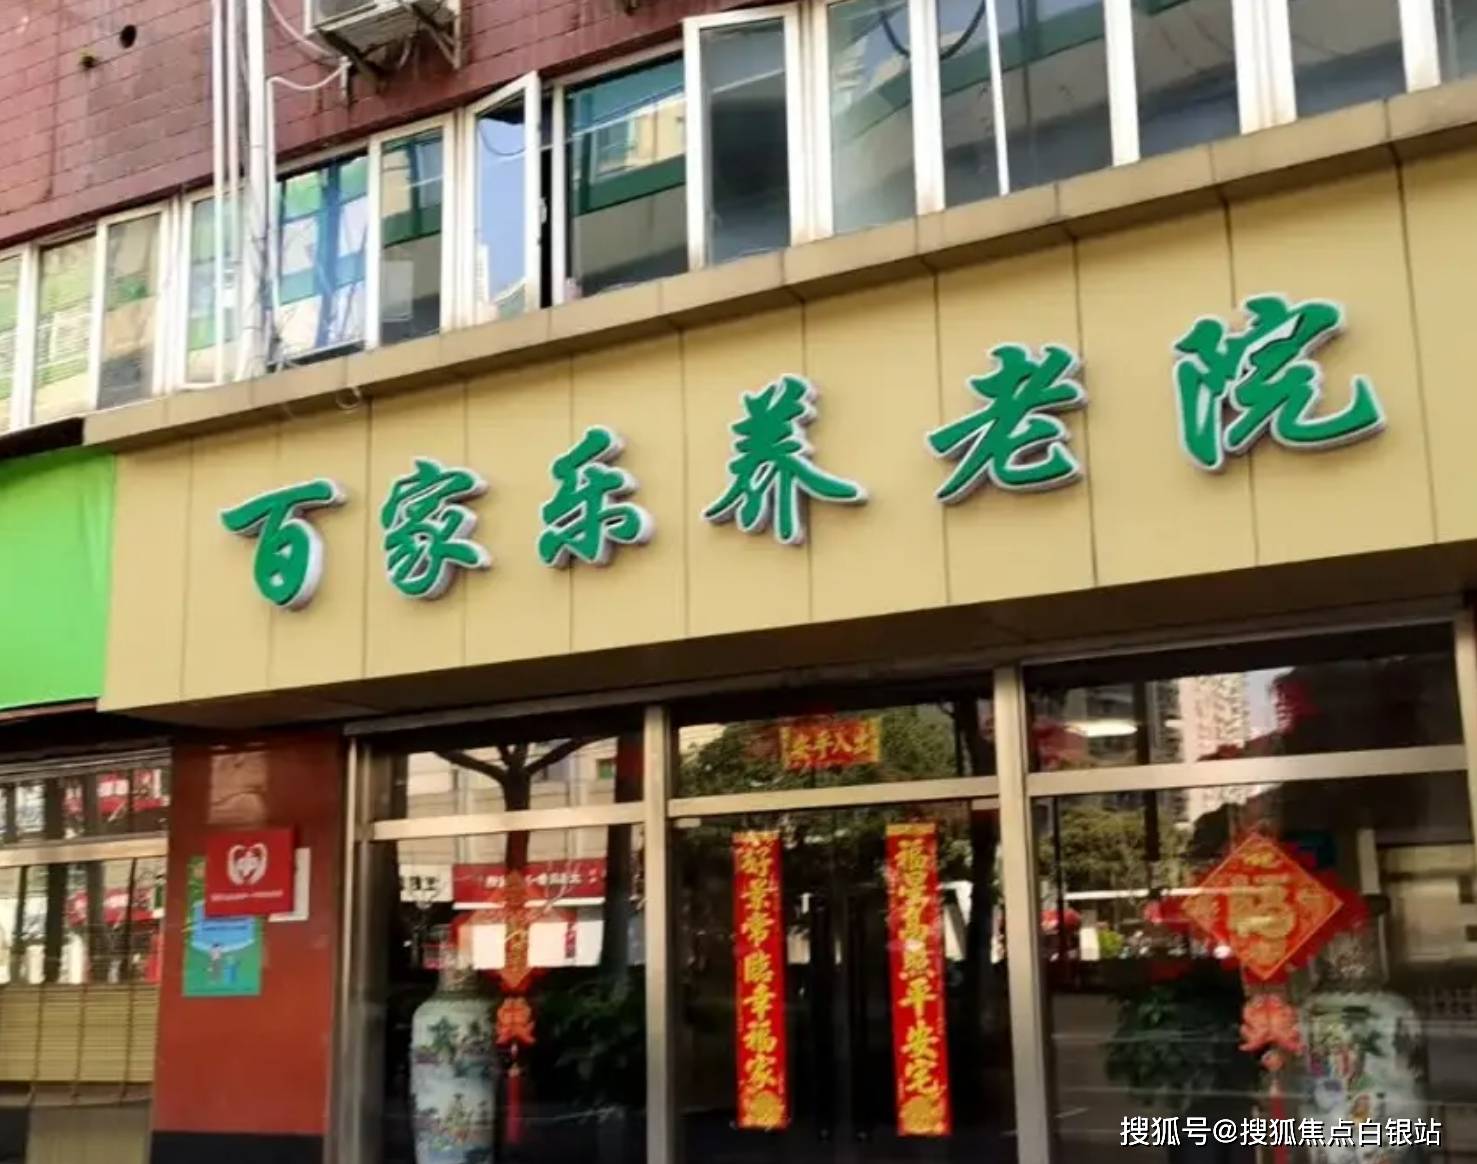 百家乐养老院
安平入出
好景常临幸福家
福星高照平安宅
福
搜狐号@搜狐焦点白银站